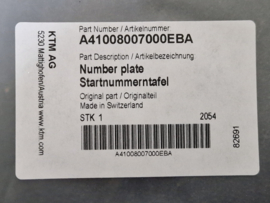 Part Number / Artikelnummer
A41008007000EBA
Part Description / Artikelbezeichnung
Number plate
Startnummerntafel
Original part / Originalteil
Made in Switzerland
STK 1 2054
A41008007000EBA
KTM AG
5230 Mattighofen/Austria
www.ktm.com
82691